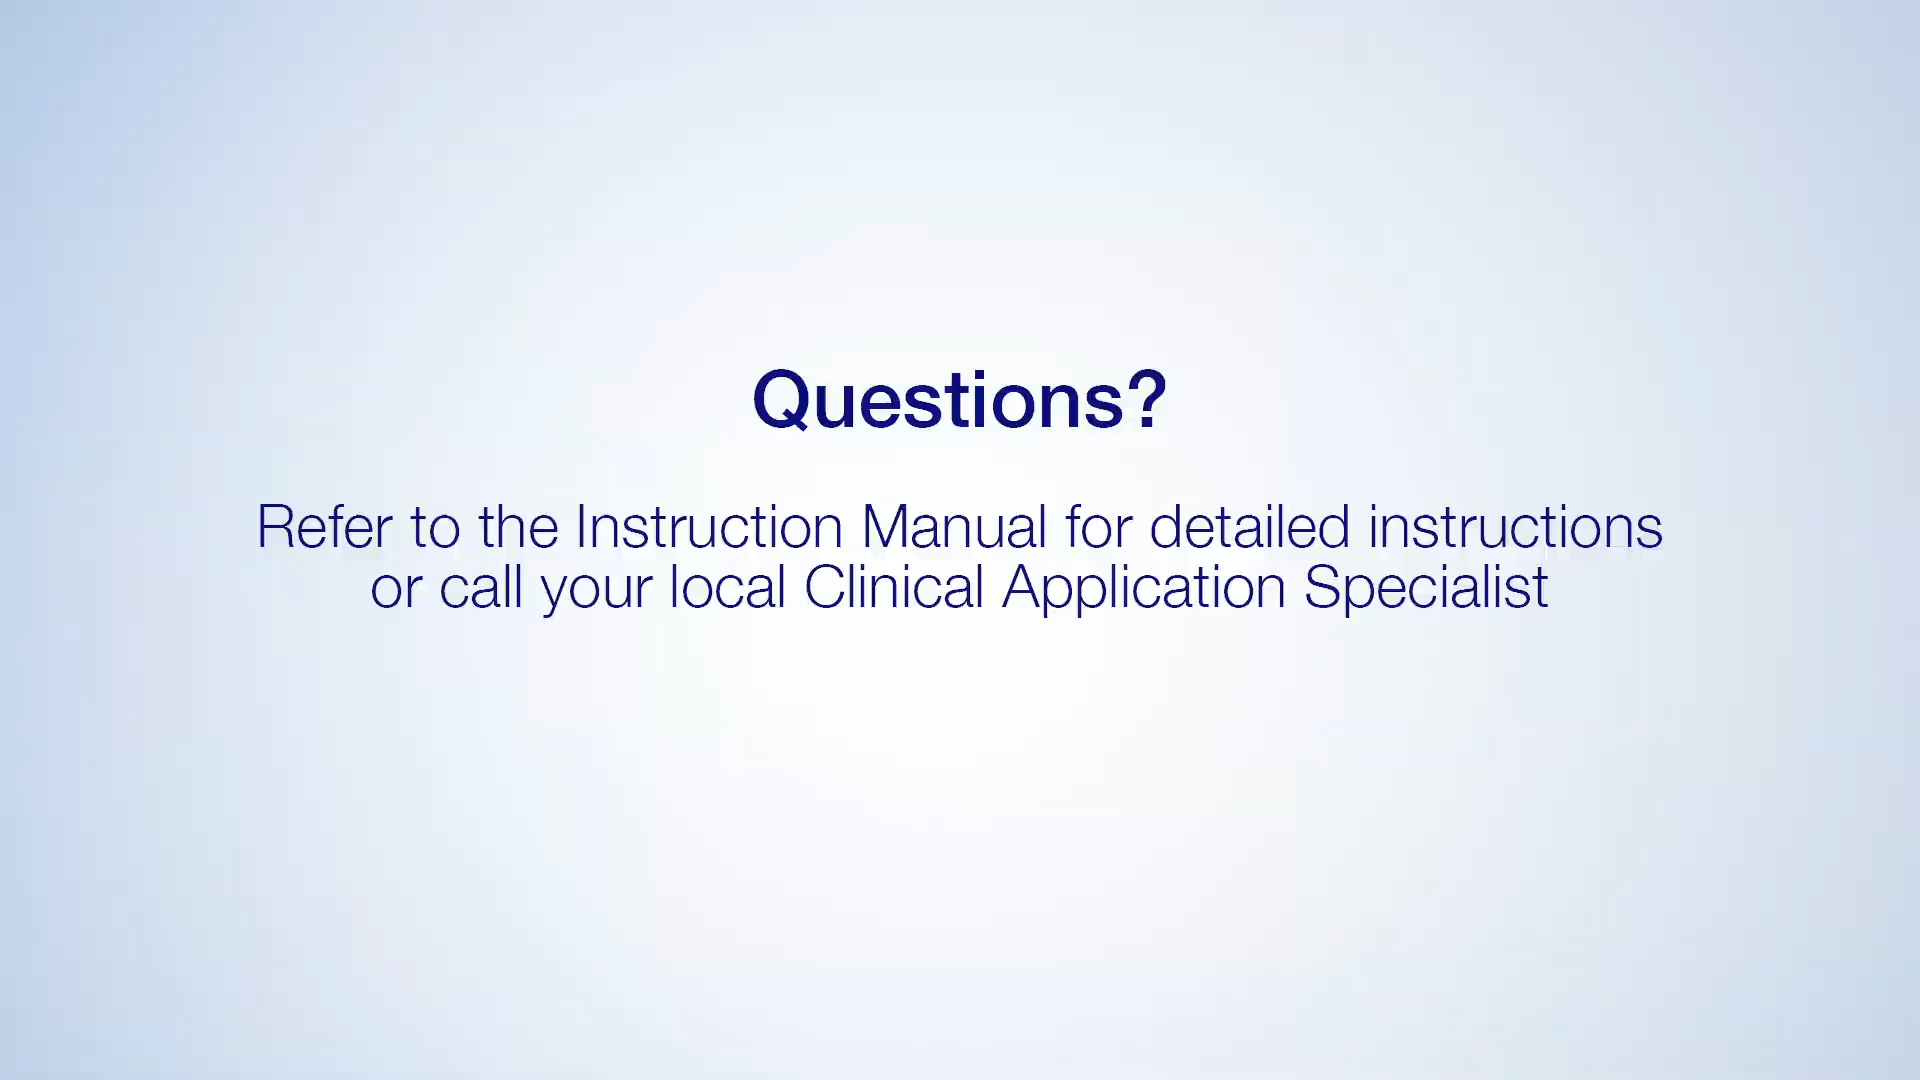 Questions?
Refer to the Instruction Manual for detailed instructions
or call your local Clinical Application Specialist